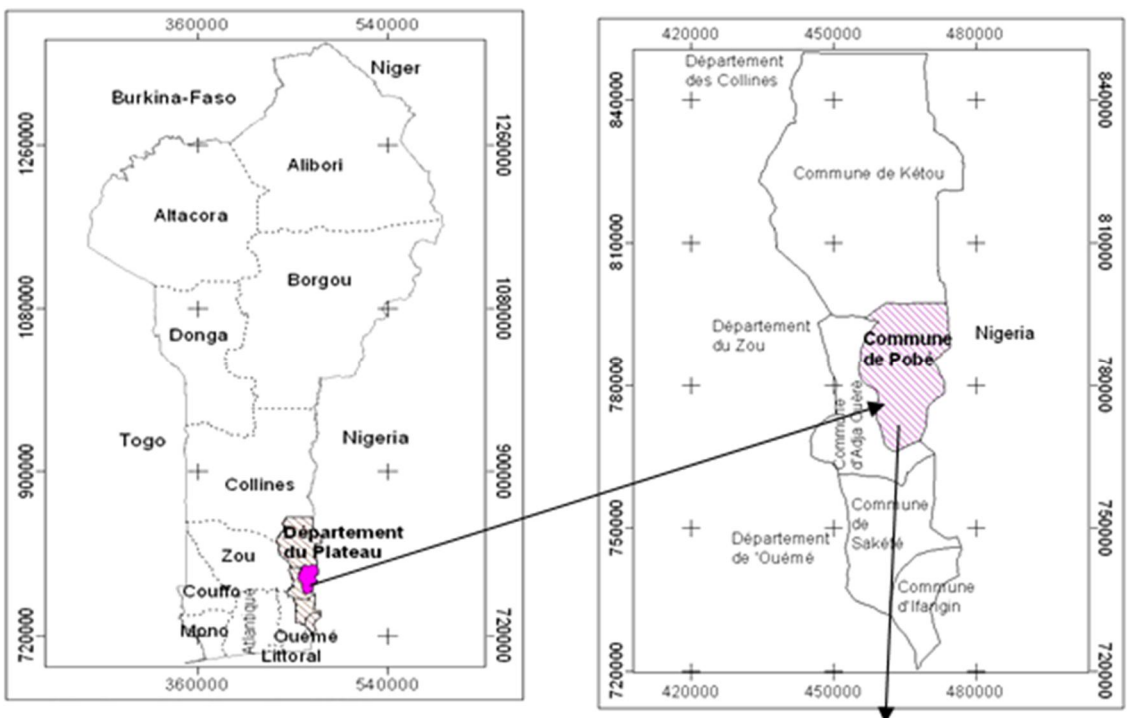 360000
540000
Niger
Burkina-Faso
1260000
1260000
Alibori
Altacora
Borgou
1080000
1080000
Donga
Togo
Nigeria
900000
900000
Collines
Département
du Plateau
Zou
Couffo
Atlantique
Mono
Ouémé
Littoral
720000
720000
360000
540000
420000
450000
480000
Département
des Collines
840000
840000
Commune de Kétou
810000
810000
Département
du Zou
Commune
de Pobè
Nigeria
780000
780000
Commune
d'Adja Ouèrè
Commune
de
Sakété
750000
750000
Département
de 'Ouémé
Commune
d'Ifangin
720000
720000
420000
450000
480000